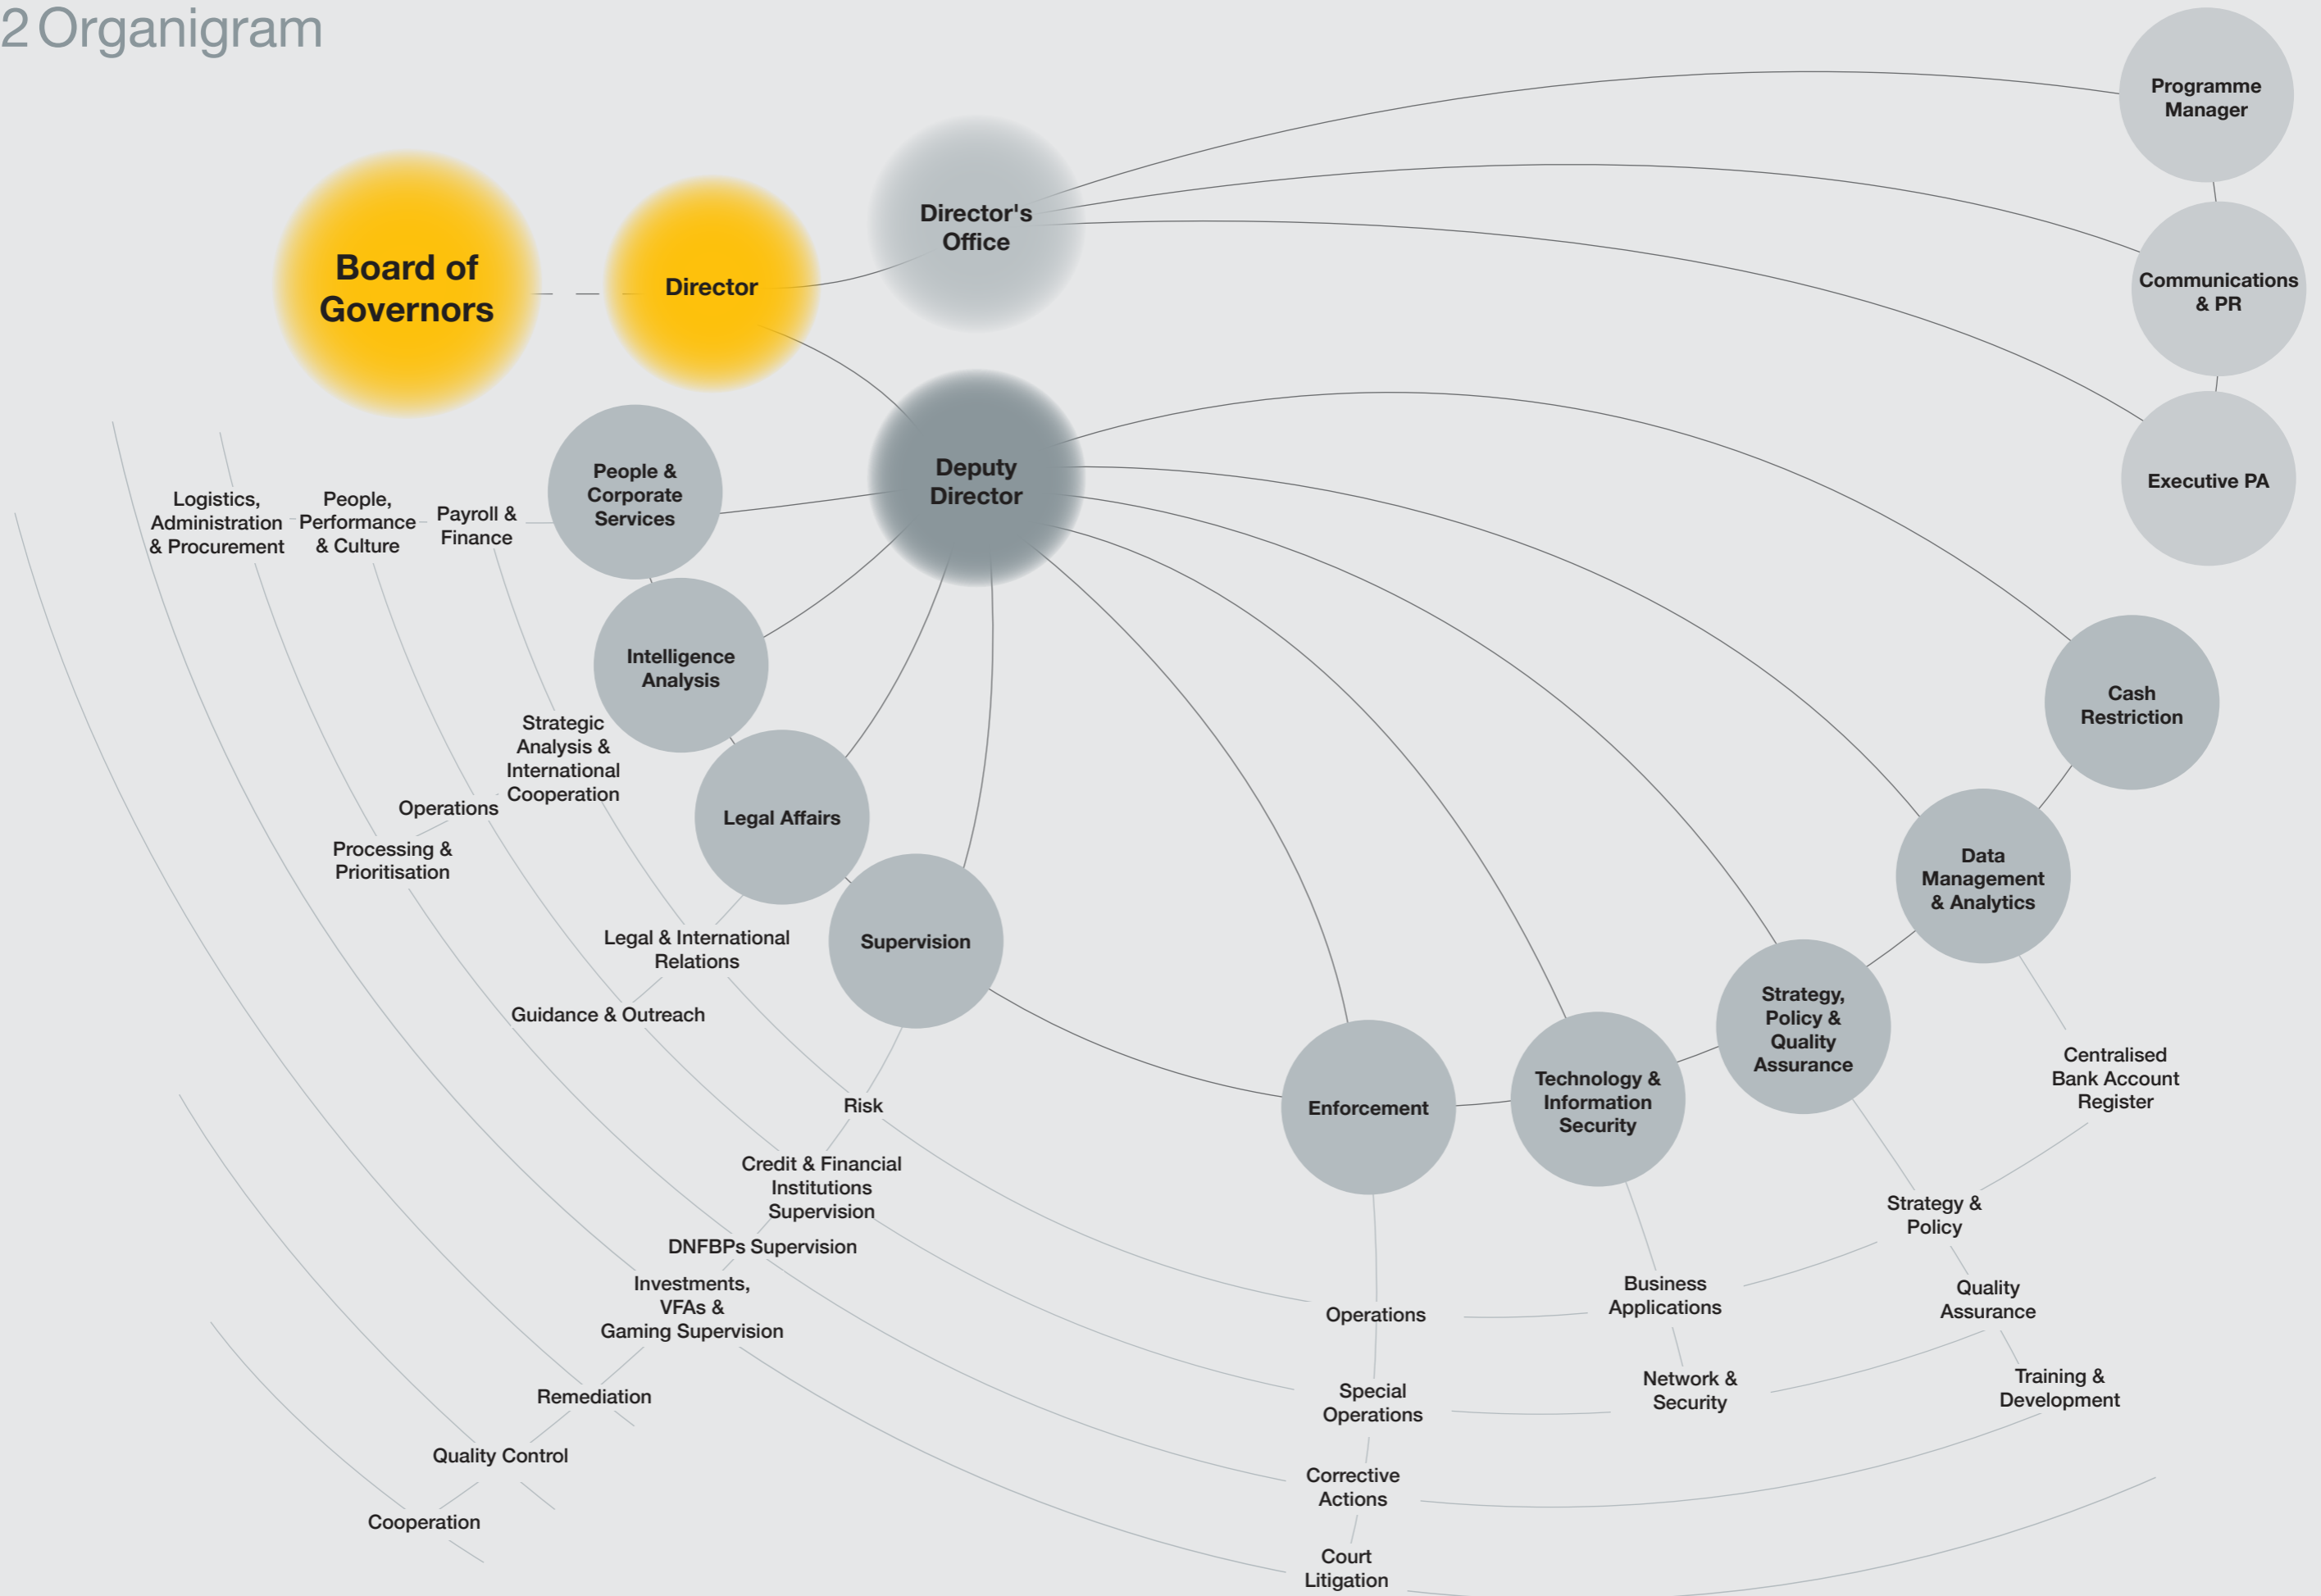 2 Organigram
Programme
Manager
Director's
Office
Board of
Governors
Director
Communications
& PR
Deputy
Director
People &
Corporate
Services
Executive PA
Logistics,
Administration
& Procurement
People,
Performance
& Culture
Payroll &
Finance
Intelligence
Analysis
Cash
Restriction
Strategic
Analysis &
International
Cooperation
Operations
Processing &
Prioritisation
Legal Affairs
Data
Management
& Analytics
Legal & International
Relations
Guidance & Outreach
Supervision
Strategy,
Policy &
Quality
Assurance
Centralised
Bank Account
Register
Enforcement
Technology &
Information
Security
Risk
Credit & Financial
Institutions
Supervision
DNFBPs Supervision
Investments,
VFAs &
Gaming Supervision
Remediation
Quality Control
Cooperation
Strategy &
Policy
Quality
Assurance
Training &
Development
Business
Applications
Network &
Security
Operations
Special
Operations
Corrective
Actions
Court
Litigation